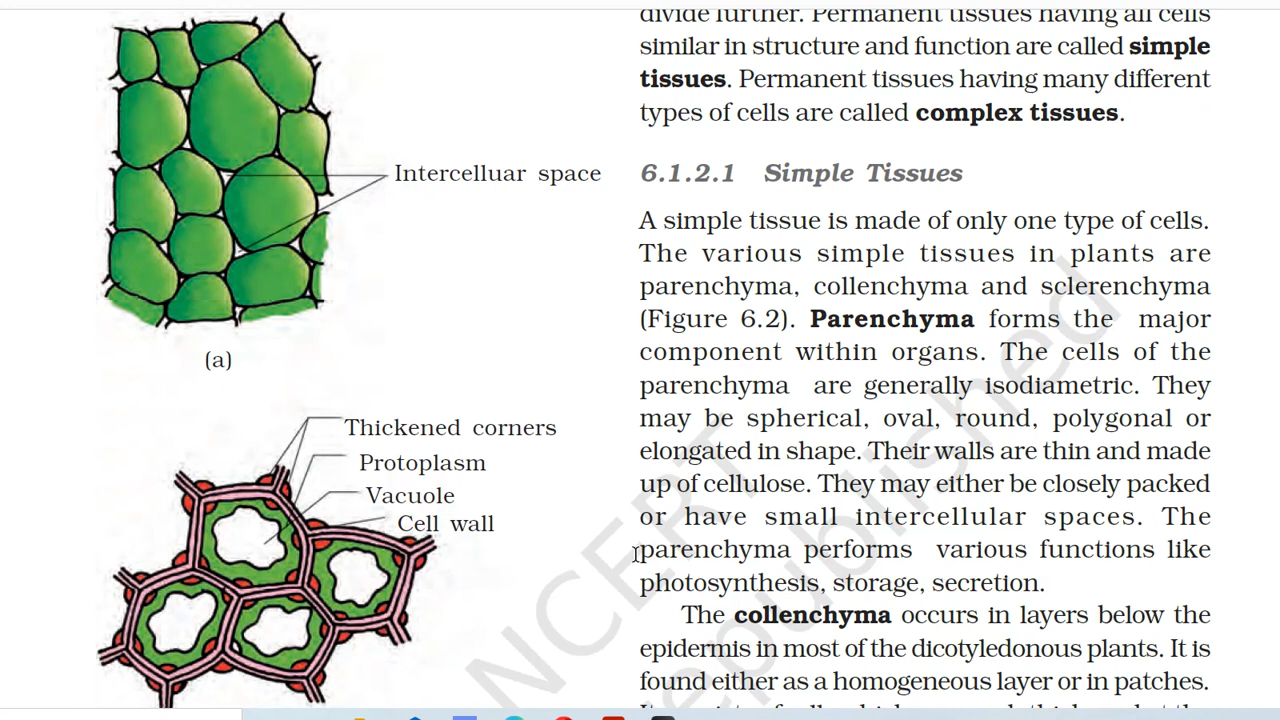 Intercelluar space
(a)
Thickened corners
Protoplasm
Vacuole
Cell wall
divide further. Permanent tissues having all cells
similar in structure and function are called simple
tissues. Permanent tissues having many different
types of cells are called complex tissues.
6.1.2.1 Simple Tissues
A simple tissue is made of only one type of cells.
The various simple tissues in plants are
parenchyma, collenchyma and sclerenchyma
(Figure 6.2). Parenchyma forms the major
component within organs. The cells of the
parenchyma are generally isodiametric. They
may be spherical, oval, round, polygonal or
elongated in shape. Their walls are thin and made
up of cellulose. They may either be closely packed
or have small intercellular spaces. The
parenchyma performs various functions like
photosynthesis, storage, secretion.
The collenchyma occurs in layers below the
epidermis in most of the dicotyledonous plants. It is
found either as a homogeneous layer or in patches.
NCERT
republished